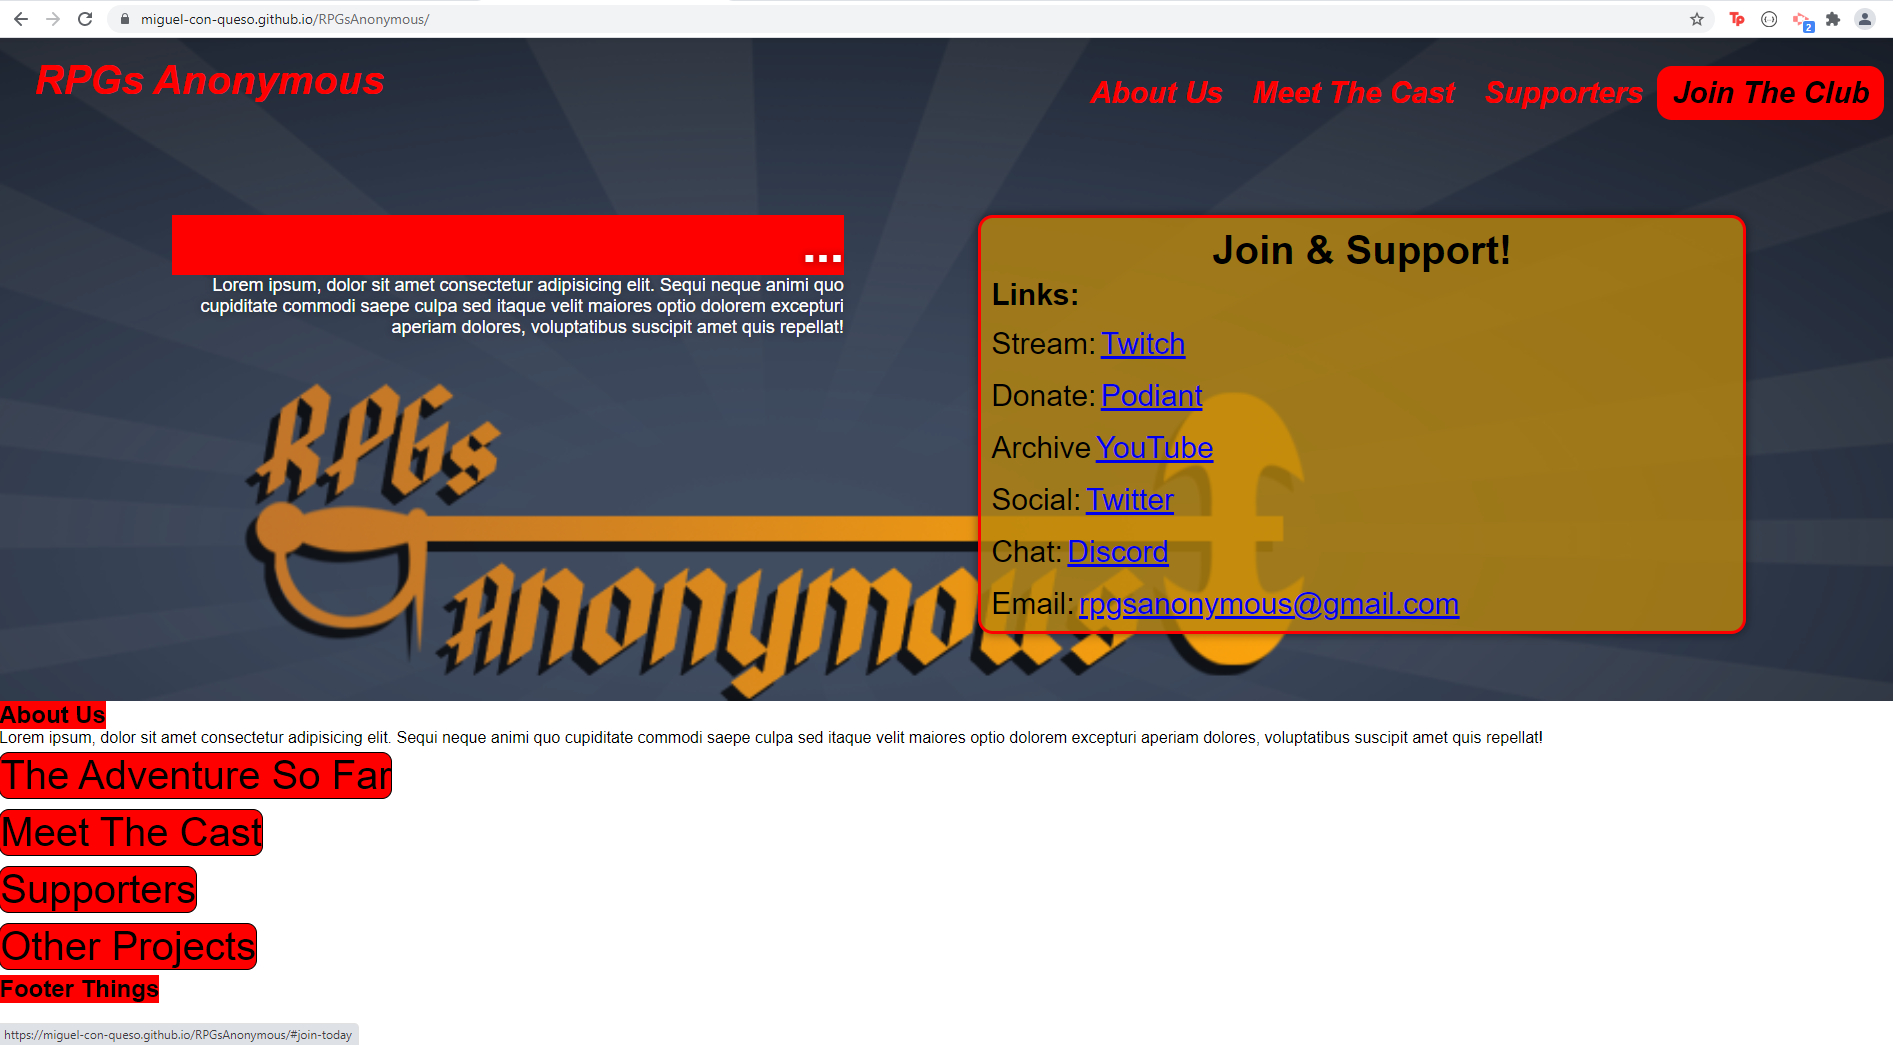 miguel-con-queso.github.io/RPGsAnonymous/
Tp
2
RPGs Anonymous
About Us Meet The Cast Supporters Join The Club
...
Lorem ipsum, dolor sit amet consectetur adipisicing elit. Sequi neque animi quo
cupiditate commodi saepe culpa sed itaque velit maiores optio dolorem excepturi
aperiam dolores, voluptatibus suscipit amet quis repellat!
Join & Support!
Links:
Stream: Twitch
Donate: Podiant
Archive YouTube
Social: Twitter
Chat: Discord
Email: rpgsanonymous@gmail.com
RPGs
Anonymous
About Us
Lorem ipsum, dolor sit amet consectetur adipisicing elit. Sequi neque animi quo cupiditate commodi saepe culpa sed itaque velit maiores optio dolorem excepturi aperiam dolores, voluptatibus suscipit amet quis repellat!
The Adventure So Far
Meet The Cast
Supporters
Other Projects
Footer Things
https://miguel-con-queso.github.io/RPGsAnonymous/#join-today